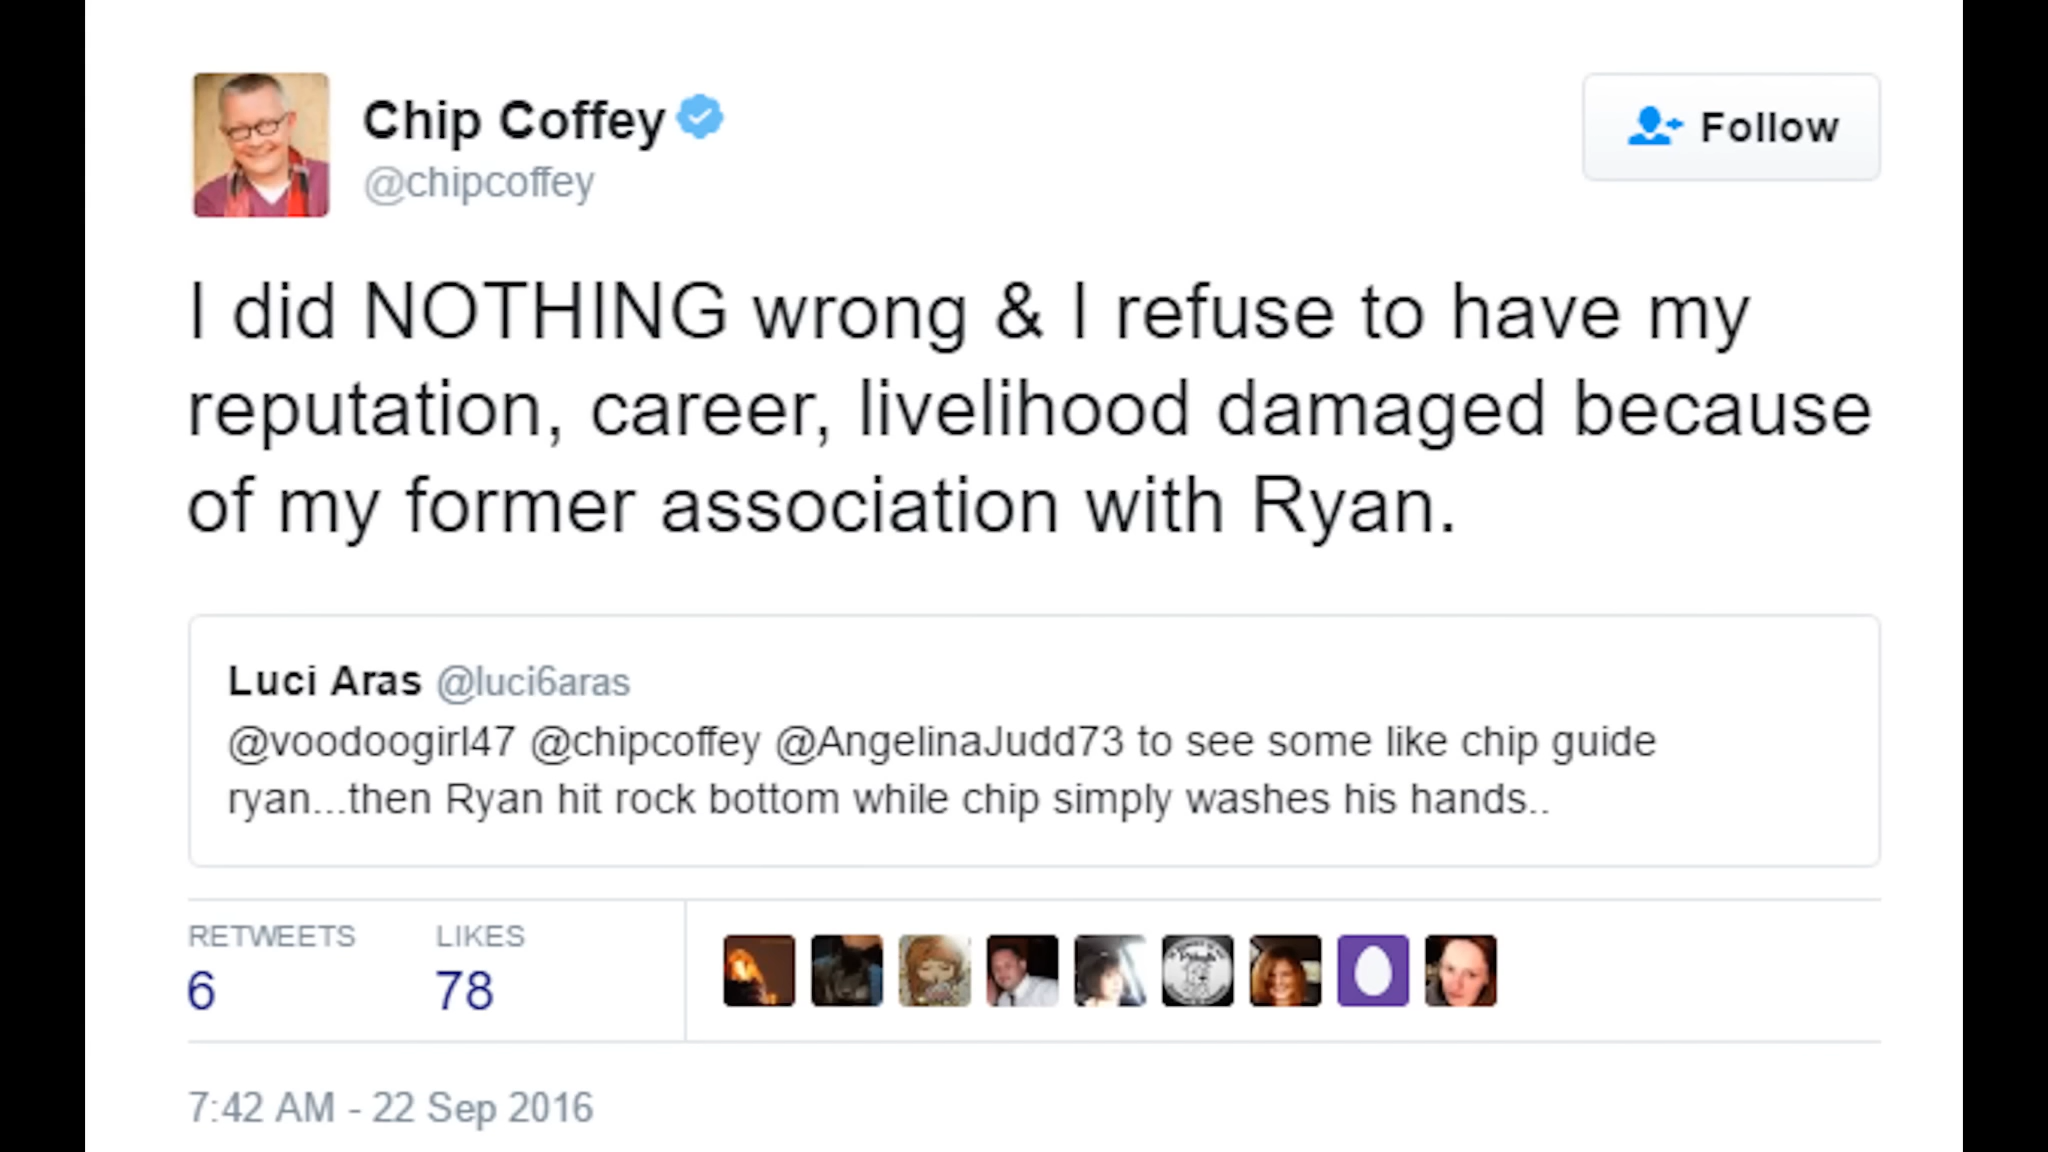 Chip Coffey
@chipcoffey
Follow
I did NOTHING wrong & I refuse to have my
reputation, career, livelihood damaged because
of my former association with Ryan.
Luci Aras @luci6aras
@voodoogirl47 @chipcoffey @AngelinaJudd73 to see some like chip guide
ryan...then Ryan hit rock bottom while chip simply washes his hands..
RETWEETS LIKES
6 78
7:42 AM - 22 Sep 2016